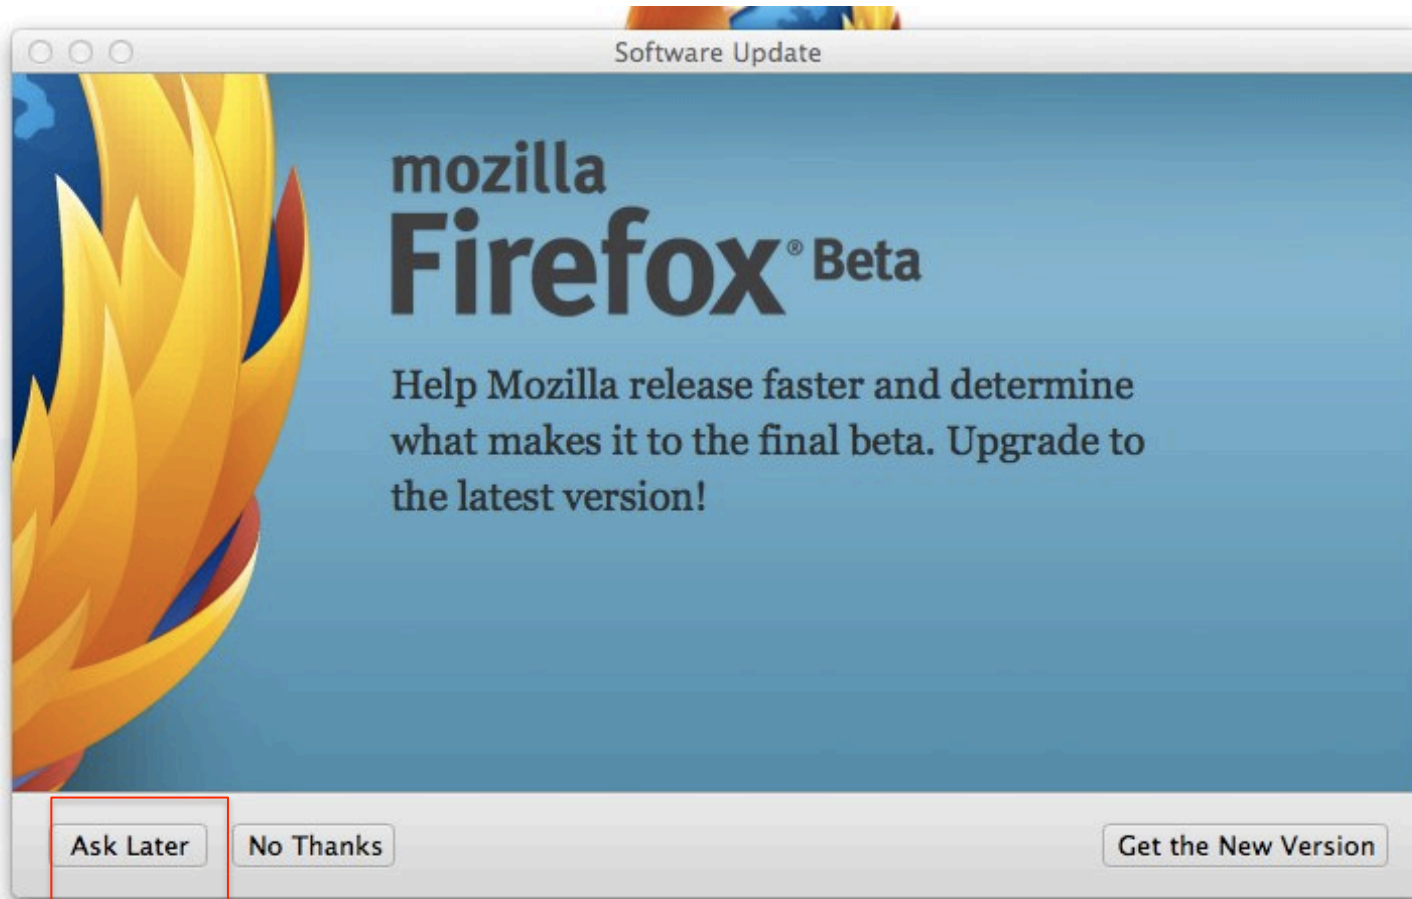 Software Update
mozilla
Firefox® Beta
Help Mozilla release faster and determine
what makes it to the final beta. Upgrade to
the latest version!
Ask Later No Thanks Get the New Version